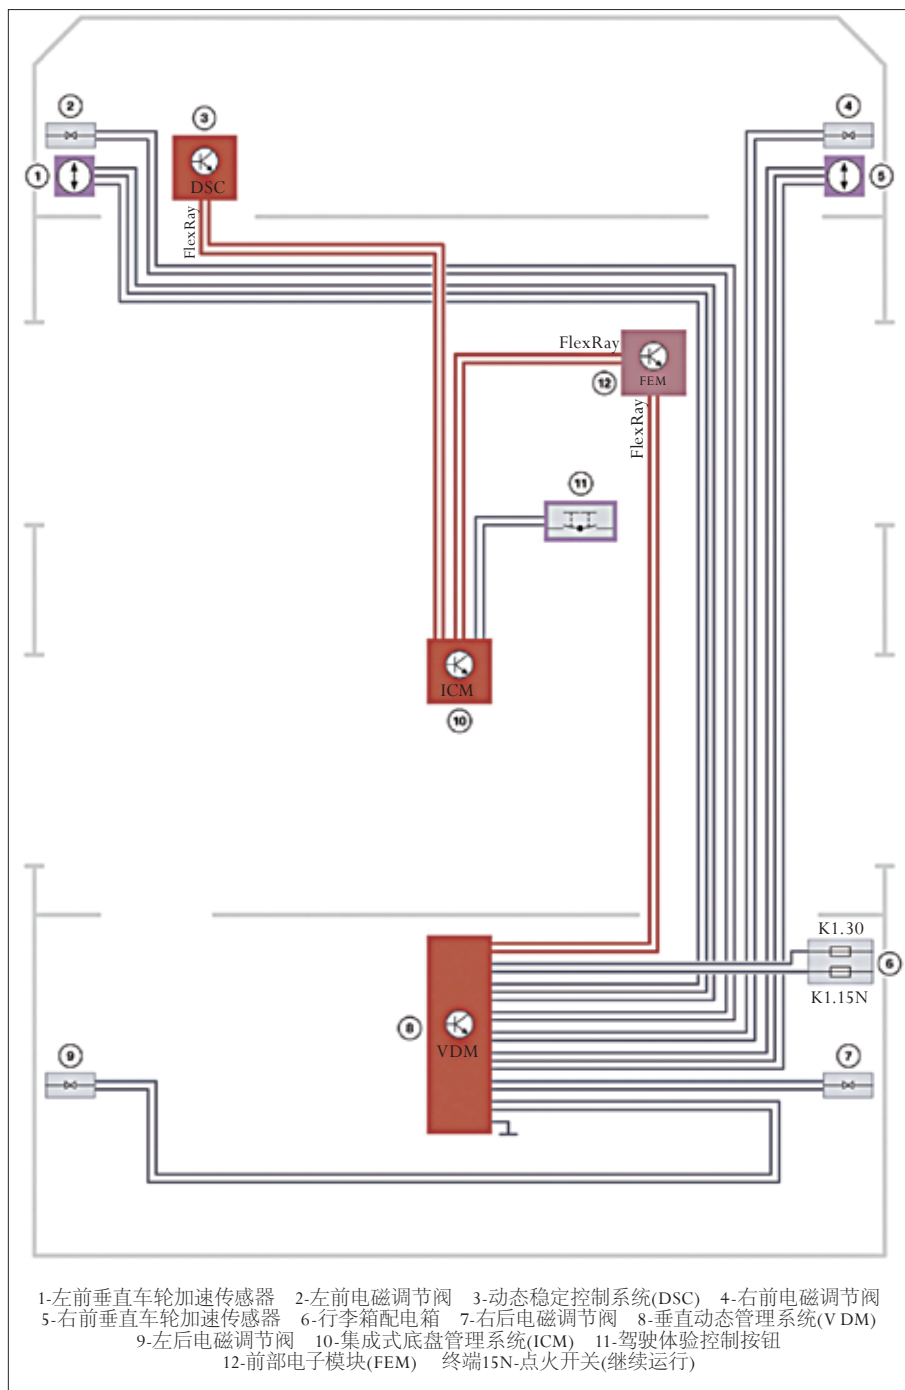 2
3
4
1
5
DSC
FlexRay
FlexRay
12
FEM
FlexRay
11
ICM
10
K1.30
6
K1.15N
8
VDM
9
7
1-左前垂直车轮加速传感器 2-左前电磁调节阀 3-动态稳定控制系统(DSC) 4-右前电磁调节阀
5-右前垂直车轮加速传感器 6-行李箱配电箱 7-右后电磁调节阀 8-垂直动态管理系统(V DM)
9-左后电磁调节阀 10-集成式底盘管理系统(ICM) 11-驾驶体验控制按钮
12-前部电子模块(FEM) 终端15N-点火开关(继续运行)